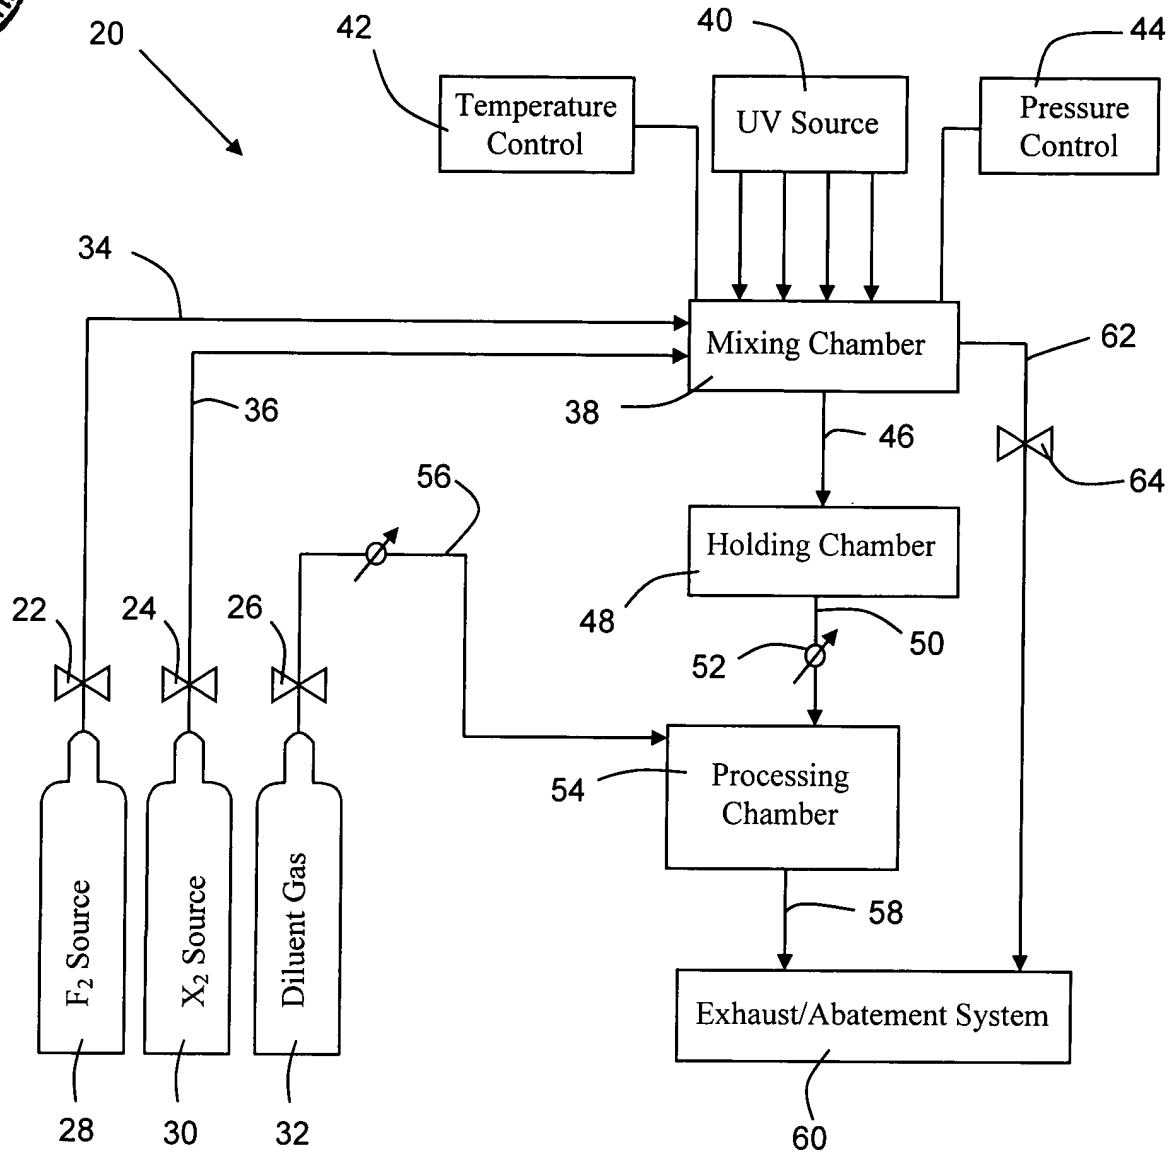 20
42
40
44
Temperature
Control
UV Source
Pressure
Control
34
Mixing Chamber
62
36
38
46
64
56
Holding Chamber
22
24
26
48
50
52
54
Processing
Chamber
58
F₂ Source
X₂ Source
Diluent Gas
Exhaust/Abatement System
28
30
32
60